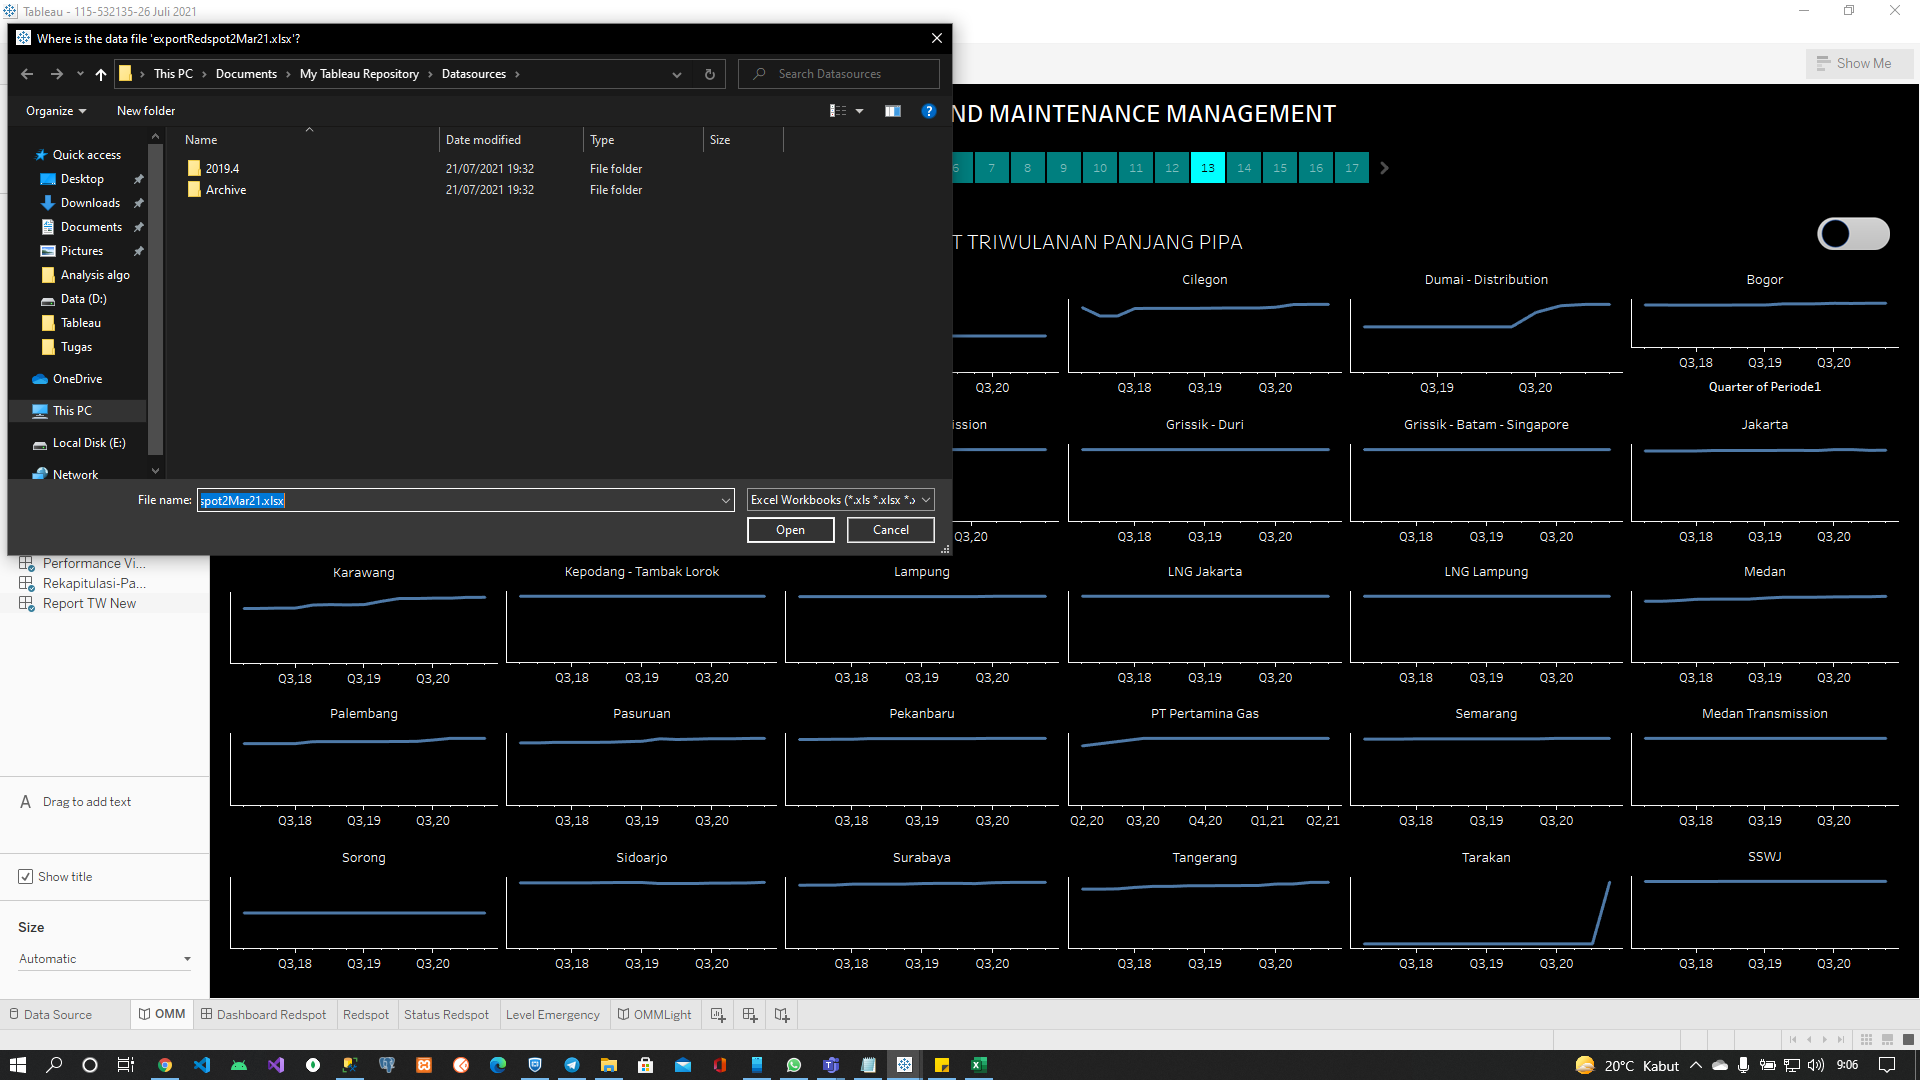 Tableau - 115-532135-26 Juli 2021
Where is the data file 'exportRedspot2Mar21.xlsx'?
This PC > Documents > My Tableau Repository > Datasources >
Search Datasources
Show Me
Organize
New folder
ND MAINTENANCE MANAGEMENT
Name
Date modified
Type
Size
2019.4
21/07/2021 19:32
File folder
Archive
21/07/2021 19:32
File folder
Quick access
Desktop
Downloads
Documents
Pictures
Analysis algo
Data (D:)
Tableau
Tugas
OneDrive
This PC
Local Disk (E:)
Network
File name:
spot2Mar21.xlsx
Excel Workbooks (*.xls *.xlsx *.x
Open
Cancel
6 7 8 9 10 11 12 13 14 15 16 17
T TRIWULANAN PANJANG PIPA
Cilegon
Dumai - Distribution
Bogor
Q3,18 Q3,19 Q3,20
Q3,20
Q3,18 Q3,19 Q3,20
Q3,19 Q3,20
Quarter of Periode1
ission
Grissik - Duri
Grissik - Batam - Singapore
Jakarta
Q3,20
Q3,18 Q3,19 Q3,20
Q3,18 Q3,19 Q3,20
Q3,18 Q3,19 Q3,20
Performance Vi...
Rekapitulasi-Pa...
Report TW New
Karawang
Kepodang - Tambak Lorok
Lampung
LNG Jakarta
LNG Lampung
Medan
Q3,18 Q3,19 Q3,20
Q3,18 Q3,19 Q3,20
Q3,18 Q3,19 Q3,20
Q3,18 Q3,19 Q3,20
Q3,18 Q3,19 Q3,20
Q3,18 Q3,19 Q3,20
Palembang
Pasuruan
Pekanbaru
PT Pertamina Gas
Semarang
Medan Transmission
Q3,18 Q3,19 Q3,20
Q3,18 Q3,19 Q3,20
Q3,18 Q3,19 Q3,20
Q2,20 Q3,20 Q4,20 Q1,21 Q2,21
Q3,18 Q3,19 Q3,20
Q3,18 Q3,19 Q3,20
A Drag to add text
Show title
Size
Automatic
Sorong
Sidoarjo
Surabaya
Tangerang
Tarakan
SSWJ
Q3,18 Q3,19 Q3,20
Q3,18 Q3,19 Q3,20
Q3,18 Q3,19 Q3,20
Q3,18 Q3,19 Q3,20
Q3,18 Q3,19 Q3,20
Q3,18 Q3,19 Q3,20
Data Source
OMM
Dashboard Redspot
Redspot
Status Redspot
Level Emergency
OMMLight
20°C Kabut
9:06